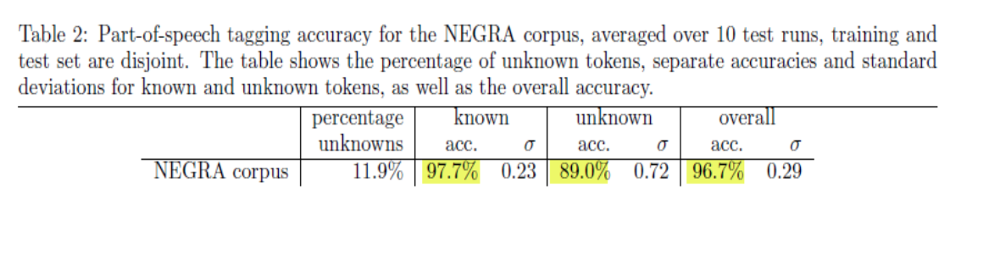 Table 2: Part-of-speech tagging accuracy for the NEGRA corpus, averaged over 10 test runs, training and
test set are disjoint. The table shows the percentage of unknown tokens, separate accuracies and standard
deviations for known and unknown tokens, as well as the overall accuracy.
percentage known unknown overall
unknowns acc. σ acc. σ acc. σ
NEGRA corpus 11.9% 97.7% 0.23 89.0% 0.72 96.7% 0.29